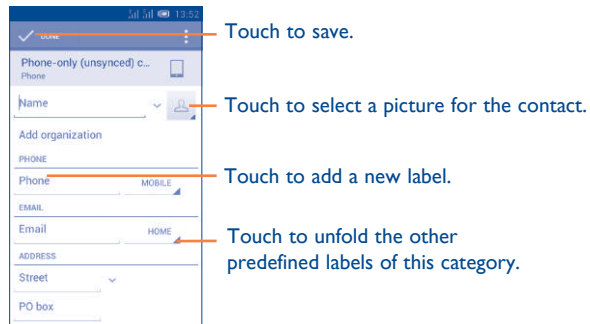 13:52
DONE
Touch to save.
Phone-only (unsynced) c...
Phone
Name
Touch to select a picture for the contact.
Add organization
PHONE
Phone
MOBILE
Touch to add a new label.
EMAIL
Email
HOME
Touch to unfold the other
predefined labels of this category.
ADDRESS
Street
PO box